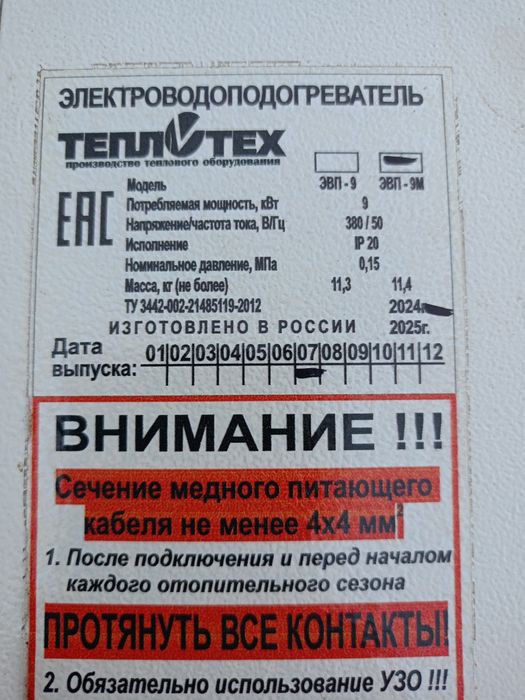 ЭЛЕКТРОВОДОПОДОГРЕВАТЕЛЬ
ТЕПЛОТЕХ
производство теплового оборудования
ЕАС
Модель ЭВП - 9 ЭВП - 9М
Потребляемая мощность, кВт 9
Напряжение/частота тока, В/Гц 380 / 50
Исполнение IP 20
Номинальное давление, МПа 0,15
Масса, кг (не более) 11,3 11,4
ТУ 3442-002-21485119-2012 2024
ИЗГОТОВЛЕНО В РОССИИ 2025г.
Дата выпуска: 01|02|03|04|05|06|07|08|09|10|11|12
ВНИМАНИЕ !!!
Сечение медного питающего
кабеля не менее 4х4 мм²
1. После подключения и перед началом
каждого отопительного сезона
ПРОТЯНУТЬ ВСЕ КОНТАКТЫ!
2. Обязательно использование УЗО !!!